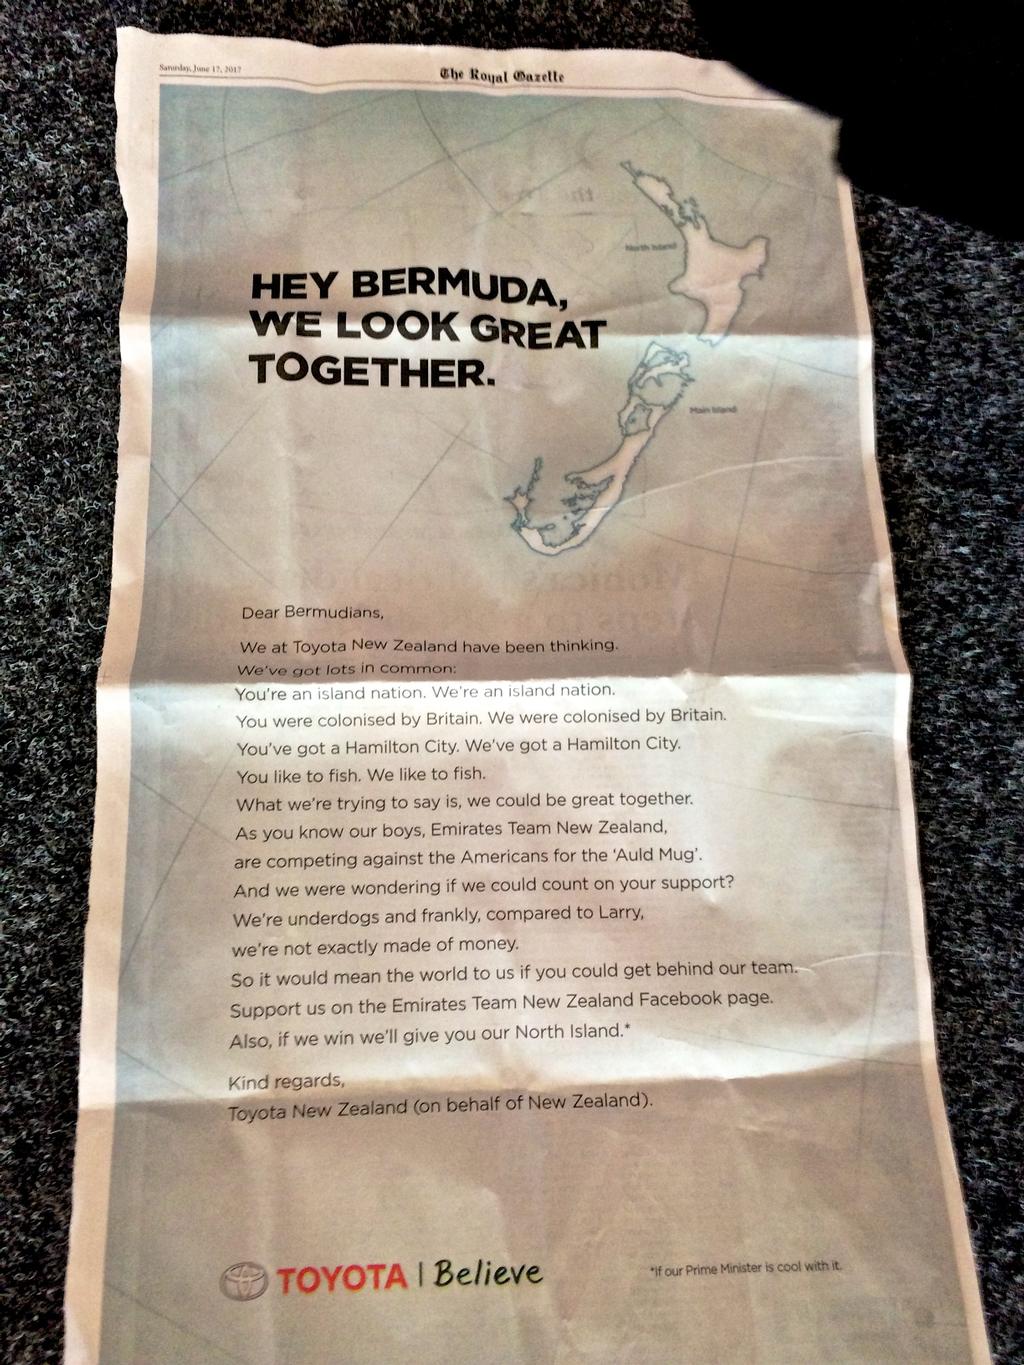 Saturday, June 17, 2017
The Royal Gazette
North Island
HEY BERMUDA,
WE LOOK GREAT
TOGETHER.
Main Island
Dear Bermudians,
We at Toyota New Zealand have been thinking.
We've got lots in common:
You're an island nation. We're an island nation.
You were colonised by Britain. We were colonised by Britain.
You've got a Hamilton City. We've got a Hamilton City.
You like to fish. We like to fish.
What we're trying to say is, we could be great together.
As you know our boys, Emirates Team New Zealand,
are competing against the Americans for the 'Auld Mug'.
And we were wondering if we could count on your support?
We're underdogs and frankly, compared to Larry,
we're not exactly made of money.
So it would mean the world to us if you could get behind our team.
Support us on the Emirates Team New Zealand Facebook page.
Also, if we win we'll give you our North Island.*
Kind regards,
Toyota New Zealand (on behalf of New Zealand).
TOYOTA | Believe
*if our Prime Minister is cool with it.